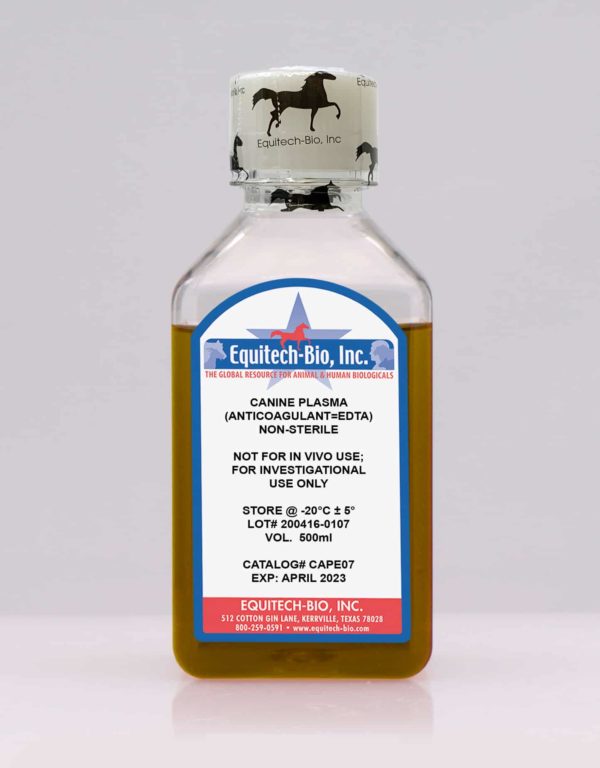 Equitech-Bio, Inc
Equitech-Bio, Inc.
THE GLOBAL RESOURCE FOR ANIMAL & HUMAN BIOLOGICALS
CANINE PLASMA
(ANTICOAGULANT=EDTA)
NON-STERILE
NOT FOR IN VIVO USE;
FOR INVESTIGATIONAL
USE ONLY
STORE @ -20°C ± 5°
LOT# 200416-0107
VOL. 500ml
CATALOG# CAPE07
EXP: APRIL 2023
EQUITECH-BIO, INC.
512 COTTON GIN LANE, KERRVILLE, TEXAS 78028
800-259-0591 • www.equitech-bio.com